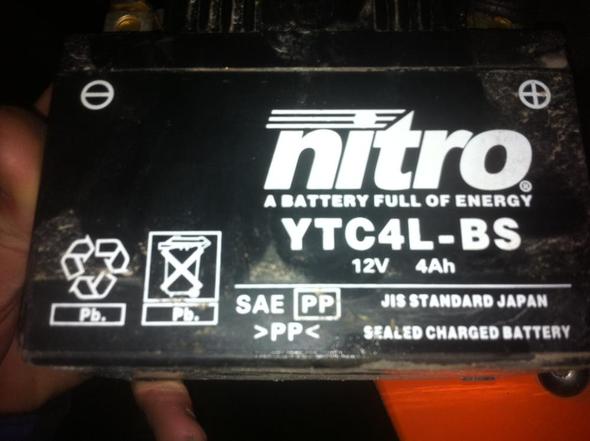 nitro®
A BATTERY FULL OF ENERGY
YTC4L-BS
12V 4Ah
Pb. Pb.
SAE PP
>PP<
JIS STANDARD JAPAN
SEALED CHARGED BATTERY